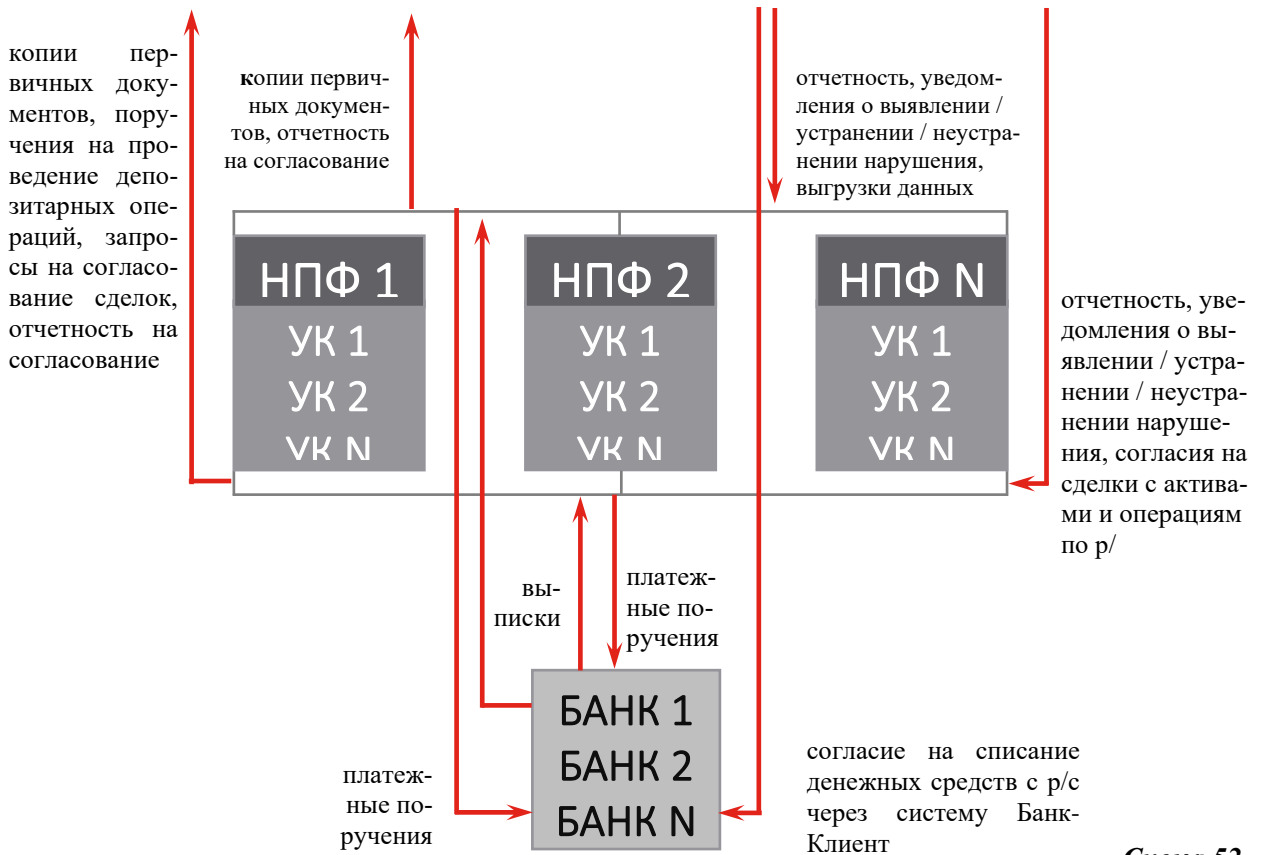 копии пер-
вичных доку-
ментов, пору-
чения на про-
ведение депо-
зитарных опе-
раций, запро-
сы на согласо-
вание сделок,
отчетность на
согласование
копии первич-
ных докумен-
тов, отчетность
на согласование
отчетность, уведом-
ления о выявлении /
устранении / неустра-
нении нарушения,
выгрузки данных
НПФ 1
УК 1
УК 2
УК N
НПФ 2
УК 1
УК 2
УК N
НПФ N
УК 1
УК 2
УК N
отчетность, уве-
домления о вы-
явлении / устра-
нении / неустра-
нении наруше-
ния, согласия на
сделки с актива-
ми и операциям
по р/
вы-
писки
платеж-
ные по-
ручения
БАНК 1
БАНК 2
БАНК N
платеж-
ные по-
ручения
согласие на списание
денежных средств с р/с
через систему Банк-
Клиент